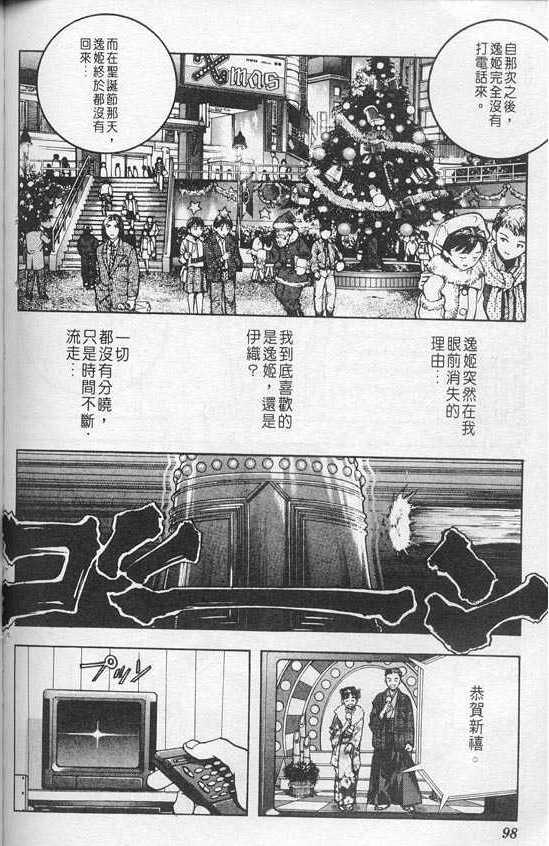 自那次之後，
逸姬完全沒有
打電話來。
而在聖誕節那天，
逸姬終於都沒有
回來…
Xmas
逸姬突然在我
眼前消失的
理由…
我到底喜歡的
是逸姬，還是
伊織？
一切
都沒有分曉，
只是時間不斷．
流走…
ゴーン
恭賀新禧。
プツン
98